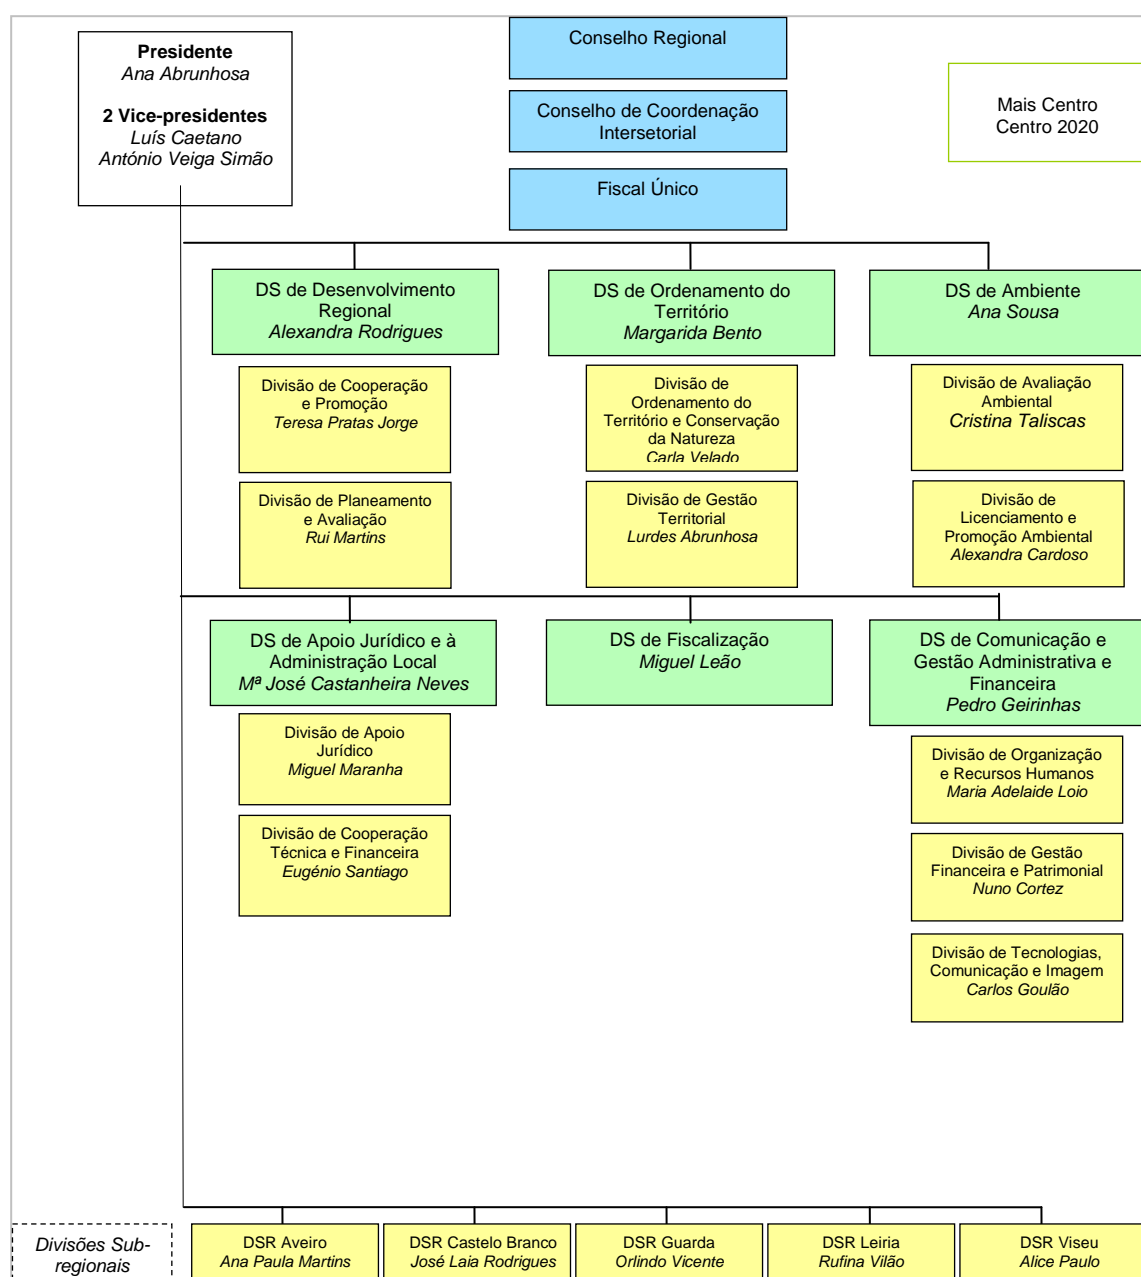 Presidente
Ana Abrunhosa
2 Vice-presidentes
Luís Caetano
António Veiga Simão
Conselho Regional
Conselho de Coordenação
Intersetorial
Fiscal Único
Mais Centro
Centro 2020
DS de Desenvolvimento
Regional
Alexandra Rodrigues
DS de Ordenamento do
Território
Margarida Bento
DS de Ambiente
Ana Sousa
Divisão de Cooperação
e Promoção
Teresa Pratas Jorge
Divisão de
Ordenamento do
Território e Conservação
da Natureza
Carla Velado
Divisão de Avaliação
Ambiental
Cristina Taliscas
Divisão de Planeamento
e Avaliação
Rui Martins
Divisão de Gestão
Territorial
Lurdes Abrunhosa
Divisão de
Licenciamento e
Promoção Ambiental
Alexandra Cardoso
DS de Apoio Jurídico e à
Administração Local
Mª José Castanheira Neves
DS de Fiscalização
Miguel Leão
DS de Comunicação e
Gestão Administrativa e
Financeira
Pedro Geirinhas
Divisão de Apoio
Jurídico
Miguel Maranha
Divisão de Organização
e Recursos Humanos
Maria Adelaide Loio
Divisão de Cooperação
Técnica e Financeira
Eugénio Santiago
Divisão de Gestão
Financeira e Patrimonial
Nuno Cortez
Divisão de Tecnologias,
Comunicação e Imagem
Carlos Goulão
Divisões Sub-
regionais
DSR Aveiro
Ana Paula Martins
DSR Castelo Branco
José Laia Rodrigues
DSR Guarda
Orlindo Vicente
DSR Leiria
Rufina Vilão
DSR Viseu
Alice Paulo